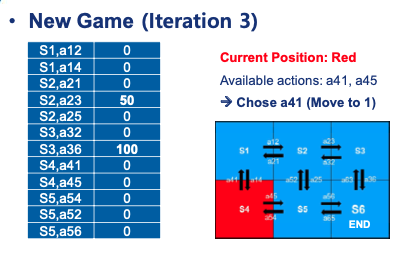 • New Game (Iteration 3)
S1,a12 0
S1,a14 0
S2,a21 0
S2,a23 50
S2,a25 0
S3,a32 0
S3,a36 100
S4,a41 0
S4,a45 0
S5,a54 0
S5,a52 0
S5,a56 0
Current Position: Red
Available actions: a41, a45
→ Chose a41 (Move to 1)
a12 a23
S1 S2 S3
a21 a32
a41 a14 a52 a25 a63 a36
a45 a56
S4 S5 S6
a54 a65
END